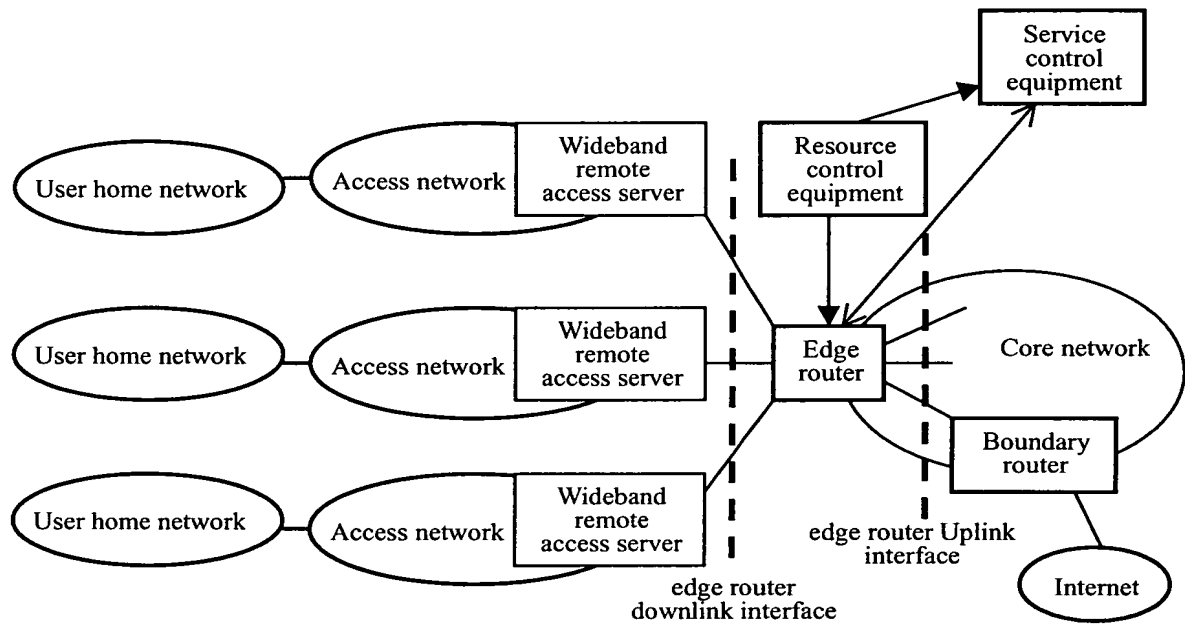 Service
control
equipment
Wideband
remote
access server
Resource
control
equipment
User home network
Access network
Wideband
remote
access server
User home network
Access network
Edge
router
Core network
Boundary
router
Wideband
remote
access server
User home network
Access network
edge router Uplink
interface
edge router
downlink interface
Internet